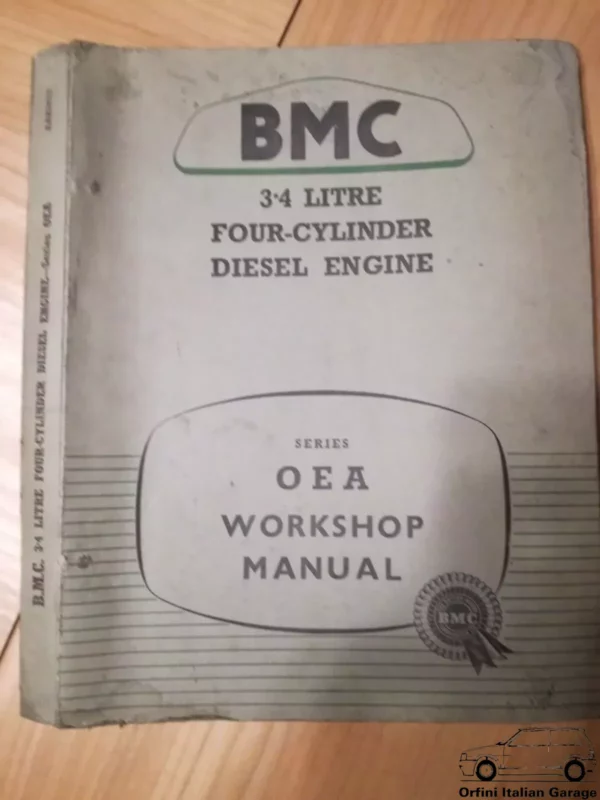 BMC
3·4 LITRE
FOUR-CYLINDER
DIESEL ENGINE
SERIES
OEA
WORKSHOP
MANUAL
BMC
B.M.C. 3·4 LITRE FOUR-CYLINDER DIESEL ENGINE—Series OEA
Orfini Italian Garage